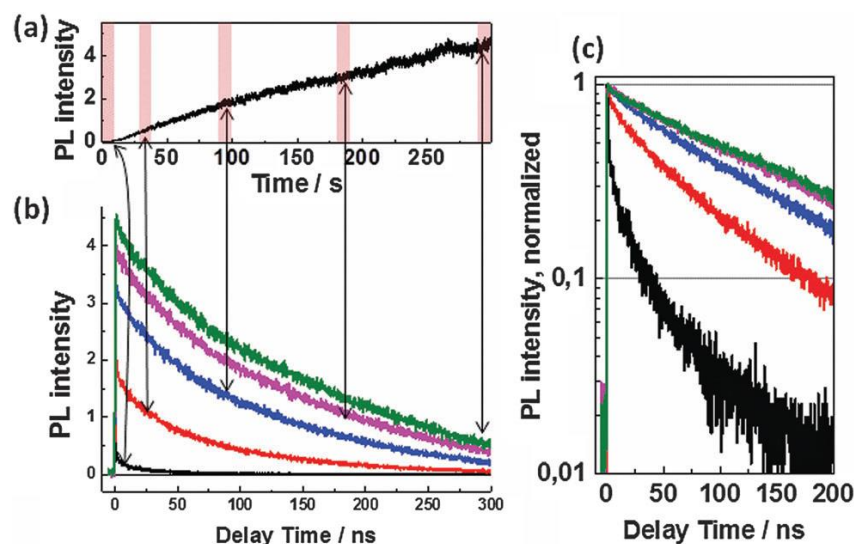 (a)
PL intensity
4
2
0
0 50 100 150 200 250
Time / s
(b)
PL intensity
4
3
2
1
0
0 50 100 150 200 250 300
Delay Time / ns
(c)
PL intensity, normalized
1
0,1
0,01
0 50 100 150 200
Delay Time / ns